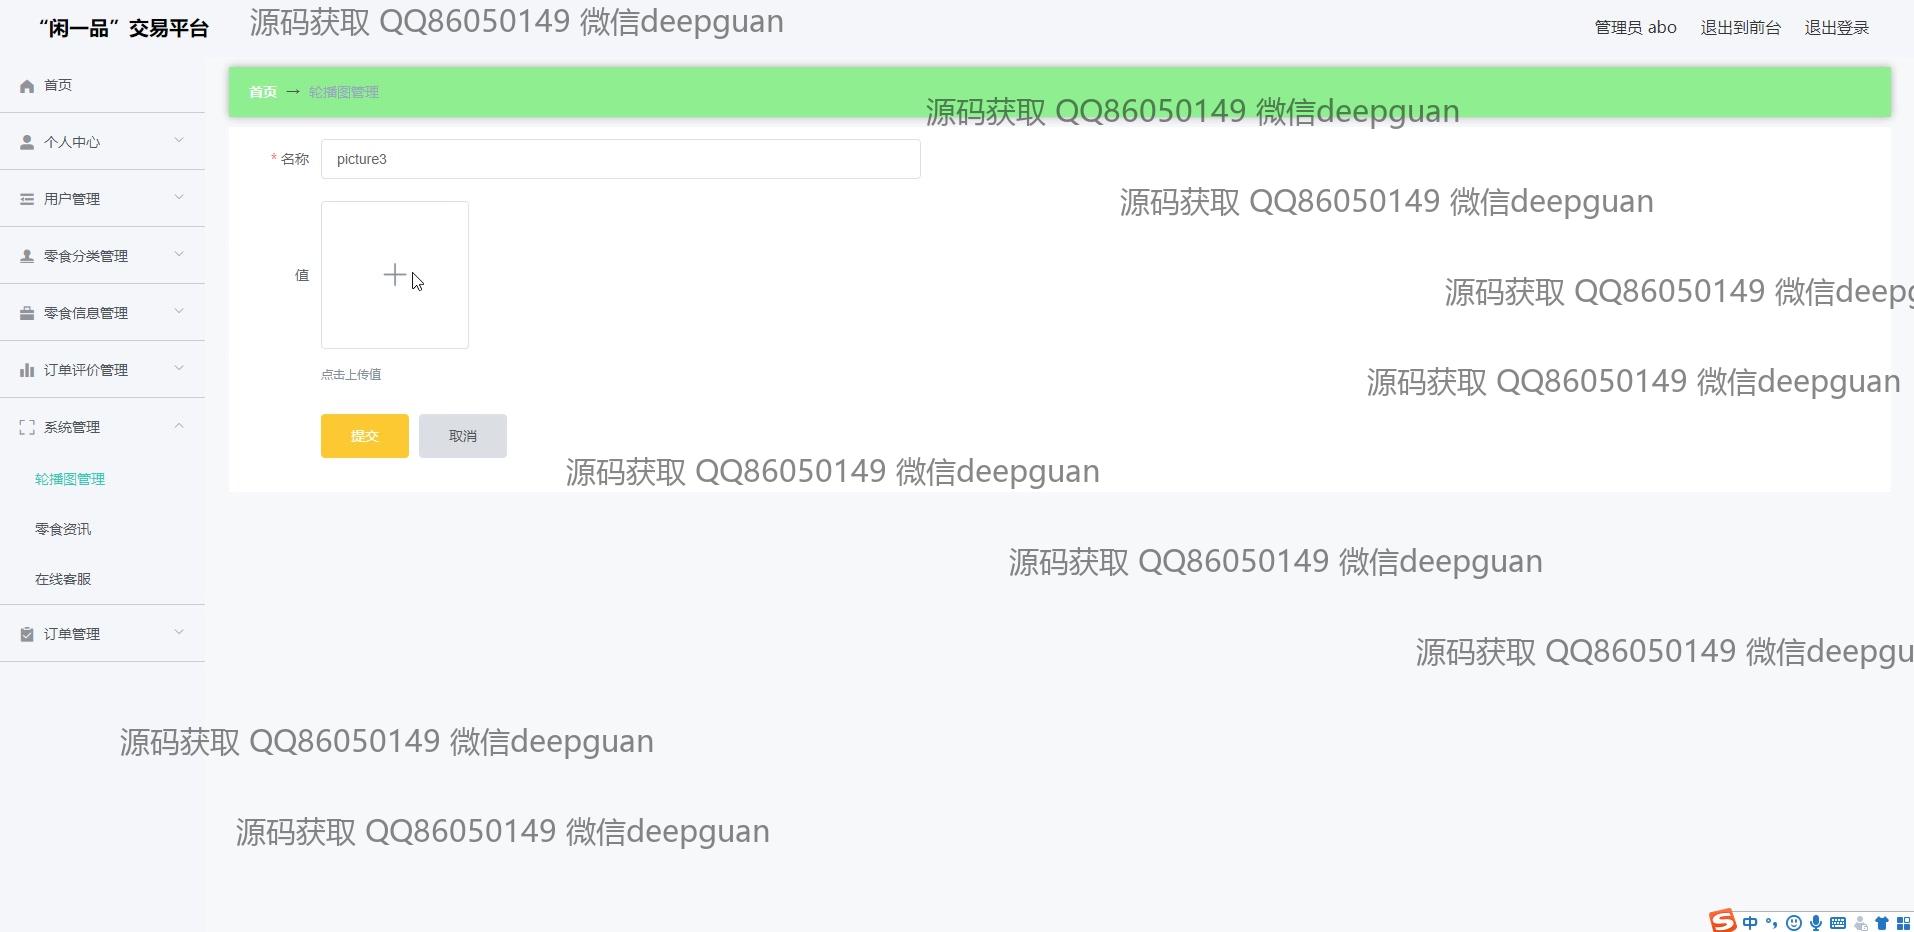 “闲一品”交易平台
源码获取 QQ86050149 微信deepguan
管理员 abo 退出到前台 退出登录
首页
首页 → 轮播图管理
源码获取 QQ86050149 微信deepguan
个人中心
* 名称 picture3
用户管理
源码获取 QQ86050149 微信deepguan
零食分类管理
值
源码获取 QQ86050149 微信deepg
零食信息管理
订单评价管理
点击上传值
源码获取 QQ86050149 微信deepguan
系统管理
提交 取消
源码获取 QQ86050149 微信deepguan
轮播图管理
零食资讯
源码获取 QQ86050149 微信deepguan
在线客服
订单管理
源码获取 QQ86050149 微信deepgu
源码获取 QQ86050149 微信deepguan
源码获取 QQ86050149 微信deepguan
中